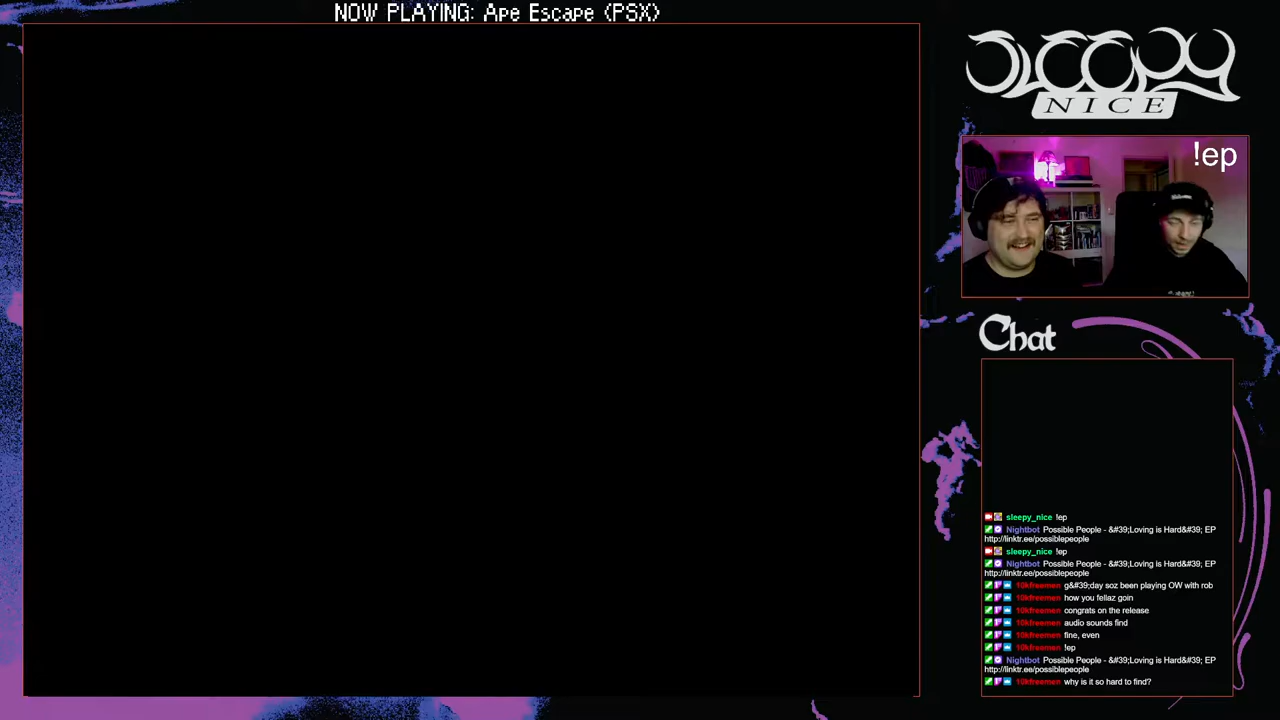 NOW PLAYING: Ape Escape (PSX)
SLEEPY
NICE
!ep
Chat
sleepy_nice !ep
Nightbot Possible People - &#39;Loving is Hard&#39; EP
http://linktr.ee/possiblepeople
sleepy_nice !ep
Nightbot Possible People - &#39;Loving is Hard&#39; EP
http://linktr.ee/possiblepeople
10kfreemen g&#39;day soz been playing OW with rob
10kfreemen how you fellaz goin
10kfreemen congrats on the release
10kfreemen audio sounds find
10kfreemen fine, even
10kfreemen !ep
Nightbot Possible People - &#39;Loving is Hard&#39; EP
http://linktr.ee/possiblepeople
10kfreemen why is it so hard to find?